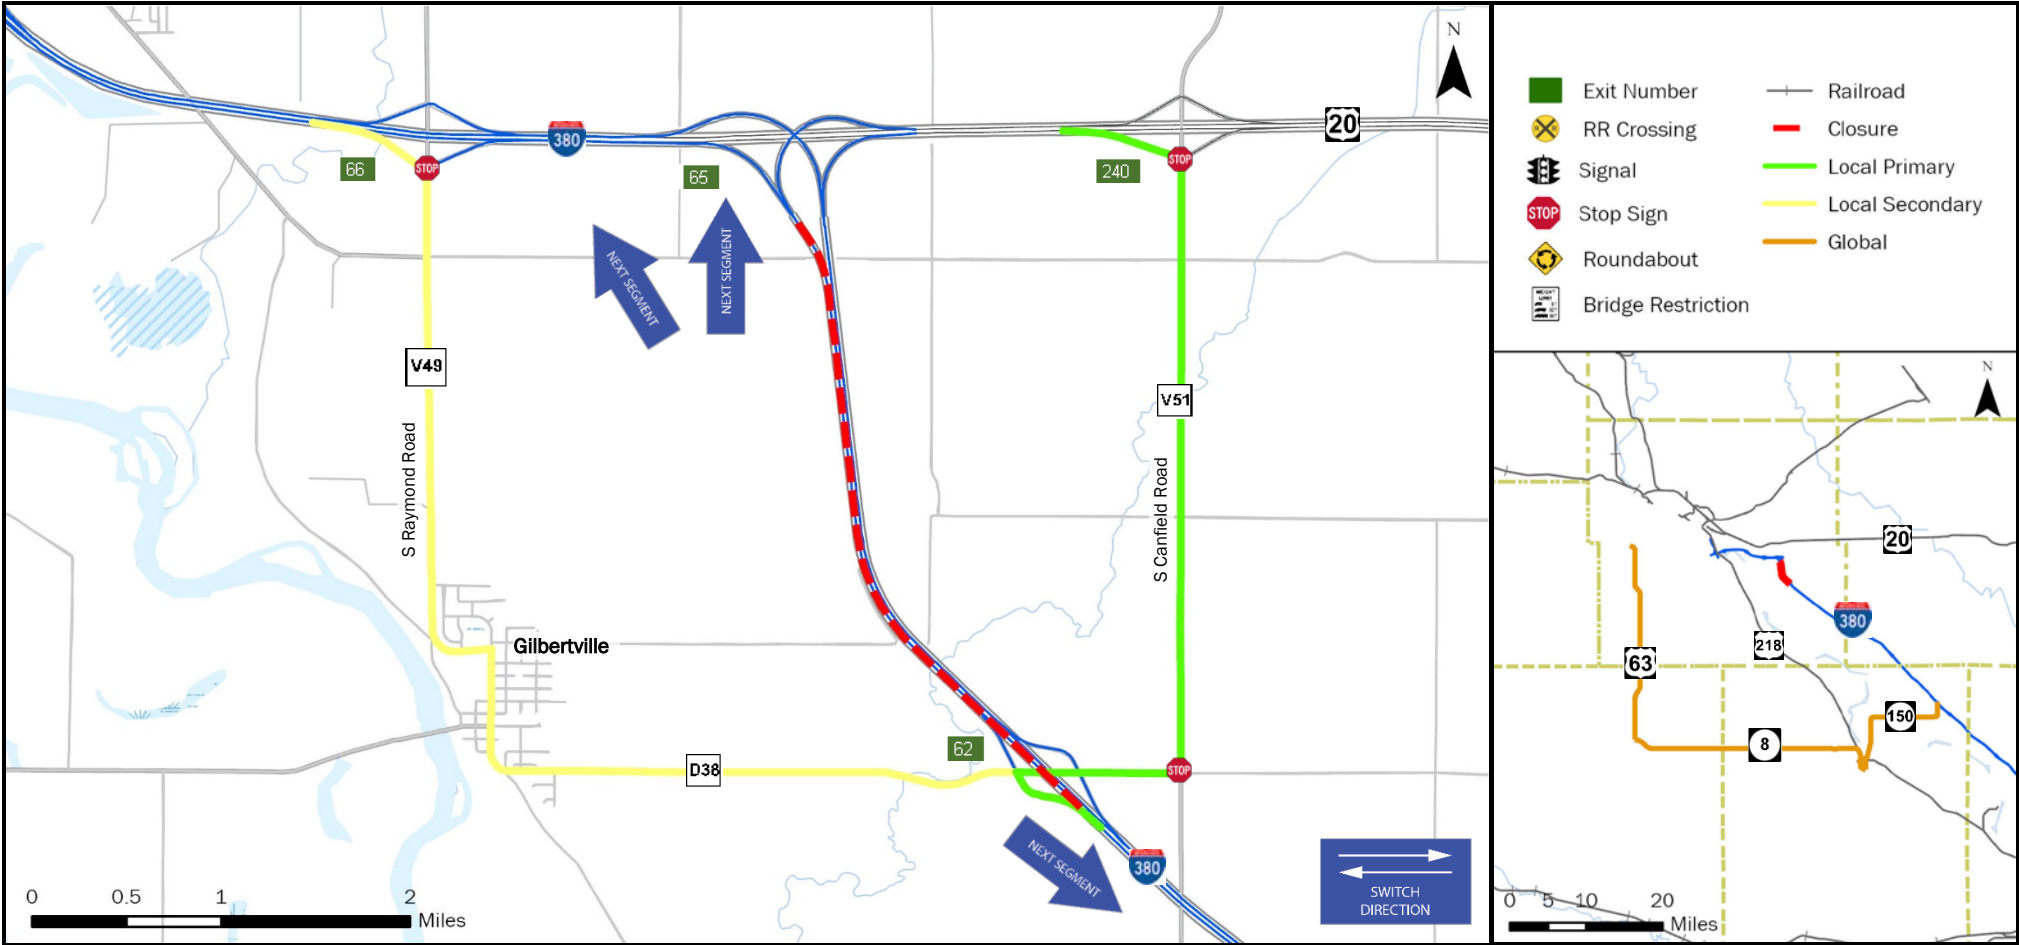 N
20
380
STOP
STOP
66
65
240
NEXT SEGMENT
NEXT SEGMENT
V49
V51
S Raymond Road
S Canfield Road
Gilbertville
62
D38
STOP
NEXT SEGMENT
380
SWITCH
DIRECTION
0 0.5 1 2
Miles
Exit Number
RR Crossing
Signal
STOP Stop Sign
Roundabout
WEIGHT
LIMIT
Bridge Restriction
Railroad
Closure
Local Primary
Local Secondary
Global
N
20
380
218
63
150
8
0 5 10 20
Miles